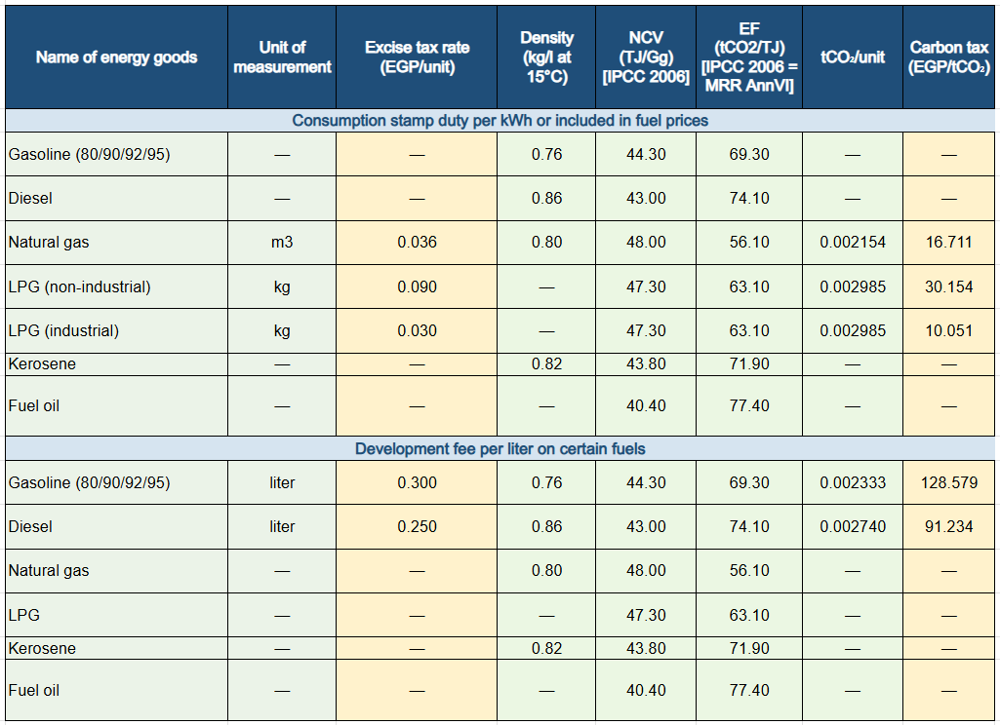 Name of energy goods
Unit of
measurement
Excise tax rate
(EGP/unit)
Density
(kg/l at
15°C)
NCV
(TJ/Gg)
[IPCC 2006]
EF
(tCO2/TJ)
[IPCC 2006 =
MRR AnnVI]
tCO₂/unit
Carbon tax
(EGP/tCO₂)
Consumption stamp duty per kWh or included in fuel prices
Gasoline (80/90/92/95) — — 0.76 44.30 69.30 — —
Diesel — — 0.86 43.00 74.10 — —
Natural gas m3 0.036 0.80 48.00 56.10 0.002154 16.711
LPG (non-industrial) kg 0.090 — 47.30 63.10 0.002985 30.154
LPG (industrial) kg 0.030 — 47.30 63.10 0.002985 10.051
Kerosene — — 0.82 43.80 71.90 — —
Fuel oil — — — 40.40 77.40 — —
Development fee per liter on certain fuels
Gasoline (80/90/92/95) liter 0.300 0.76 44.30 69.30 0.002333 128.579
Diesel liter 0.250 0.86 43.00 74.10 0.002740 91.234
Natural gas — — 0.80 48.00 56.10 — —
LPG — — — 47.30 63.10 — —
Kerosene — — 0.82 43.80 71.90 — —
Fuel oil — — — 40.40 77.40 — —